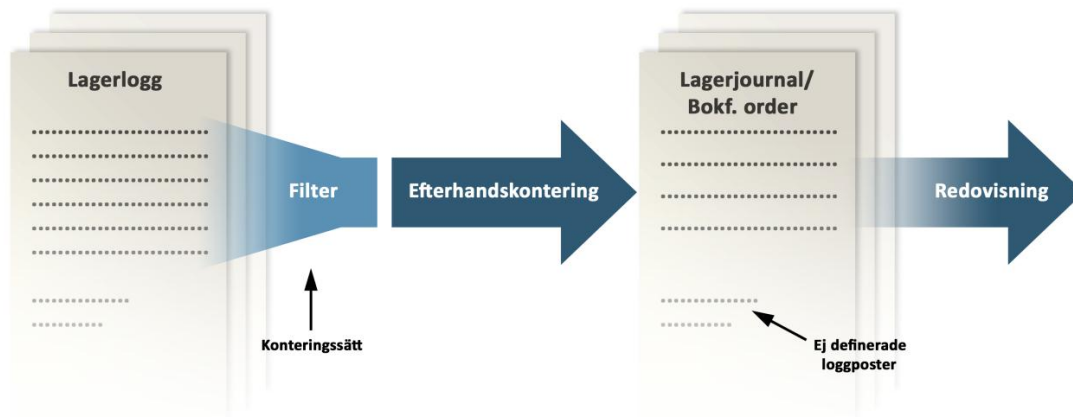 Lagerlogg
Filter
Konteringssätt
Efterhandskontering
Lagerjournal/
Bokf. order
Ej definerade
loggposter
Redovisning